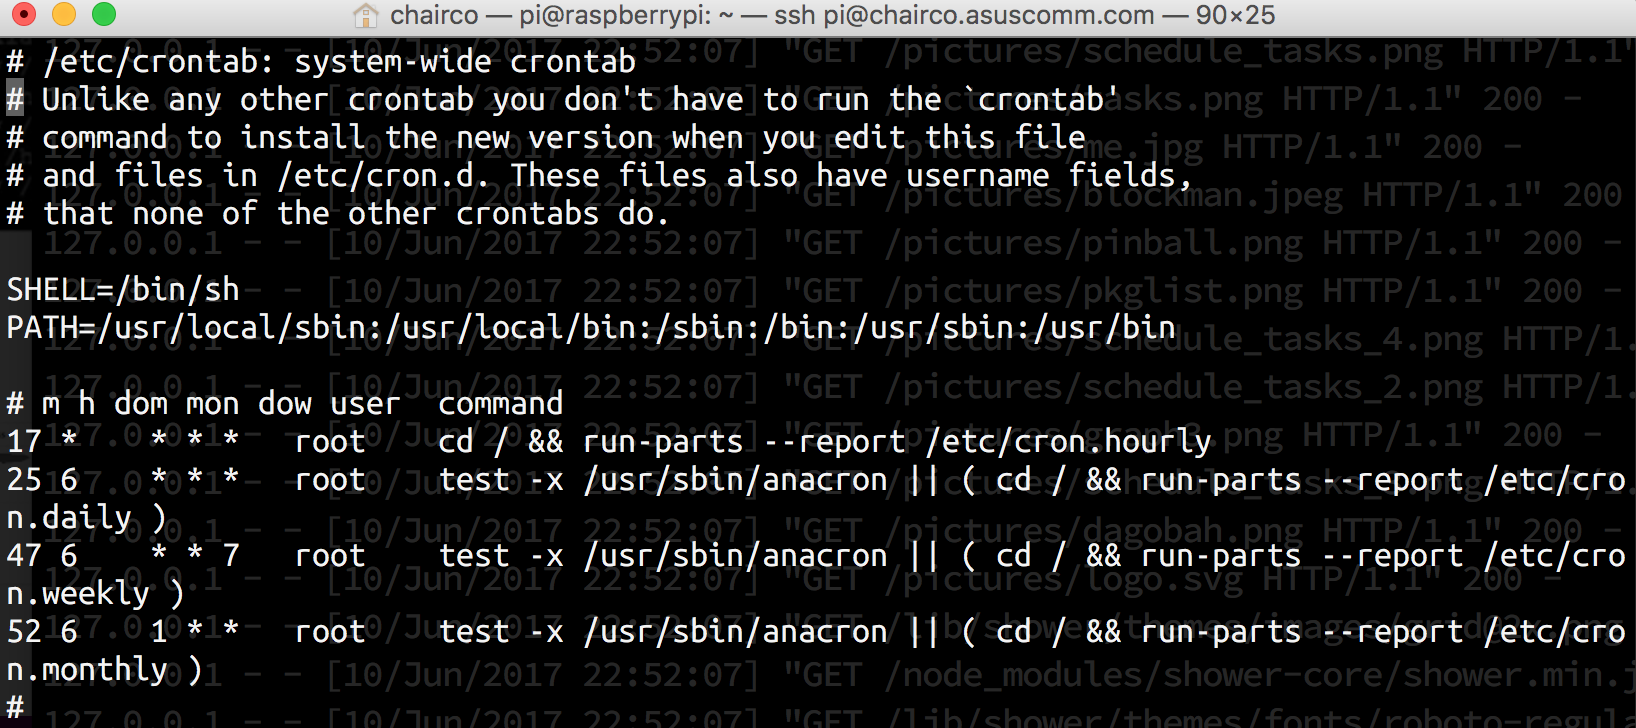 chairco — pi@raspberrypi: ~ — ssh pi@chairco.asuscomm.com — 90×25
# /etc/crontab: system-wide crontab
# Unlike any other crontab you don't have to run the `crontab'
# command to install the new version when you edit this file
# and files in /etc/cron.d. These files also have username fields,
# that none of the other crontabs do.
SHELL=/bin/sh
PATH=/usr/local/sbin:/usr/local/bin:/sbin:/bin:/usr/sbin:/usr/bin
# m h dom mon dow user  command
17 *    * * *   root    cd / && run-parts --report /etc/cron.hourly
25 6    * * *   root    test -x /usr/sbin/anacron || ( cd / && run-parts --report /etc/cro
n.daily )
47 6    * * 7   root    test -x /usr/sbin/anacron || ( cd / && run-parts --report /etc/cro
n.weekly )
52 6    1 * *   root    test -x /usr/sbin/anacron || ( cd / && run-parts --report /etc/cro
n.monthly )
#